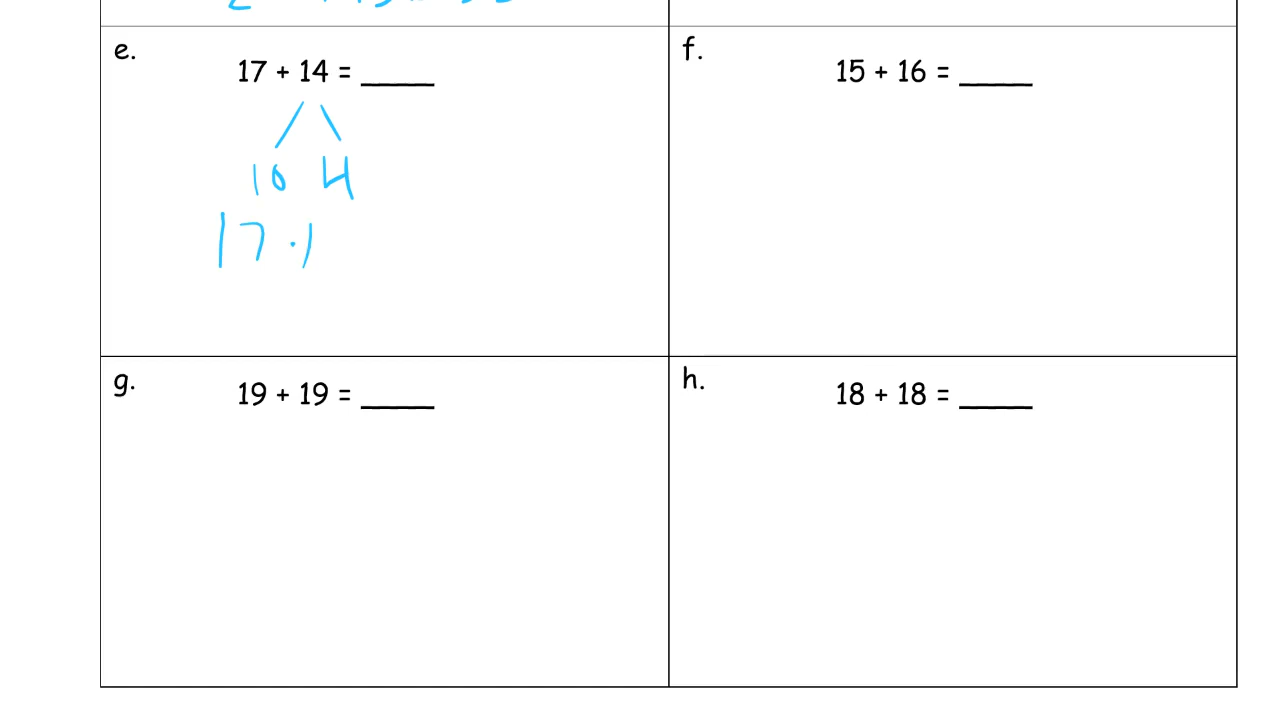 e. 17 + 14 = _____
f. 15 + 16 = _____
10 4
17
g. 19 + 19 = _____
h. 18 + 18 = _____